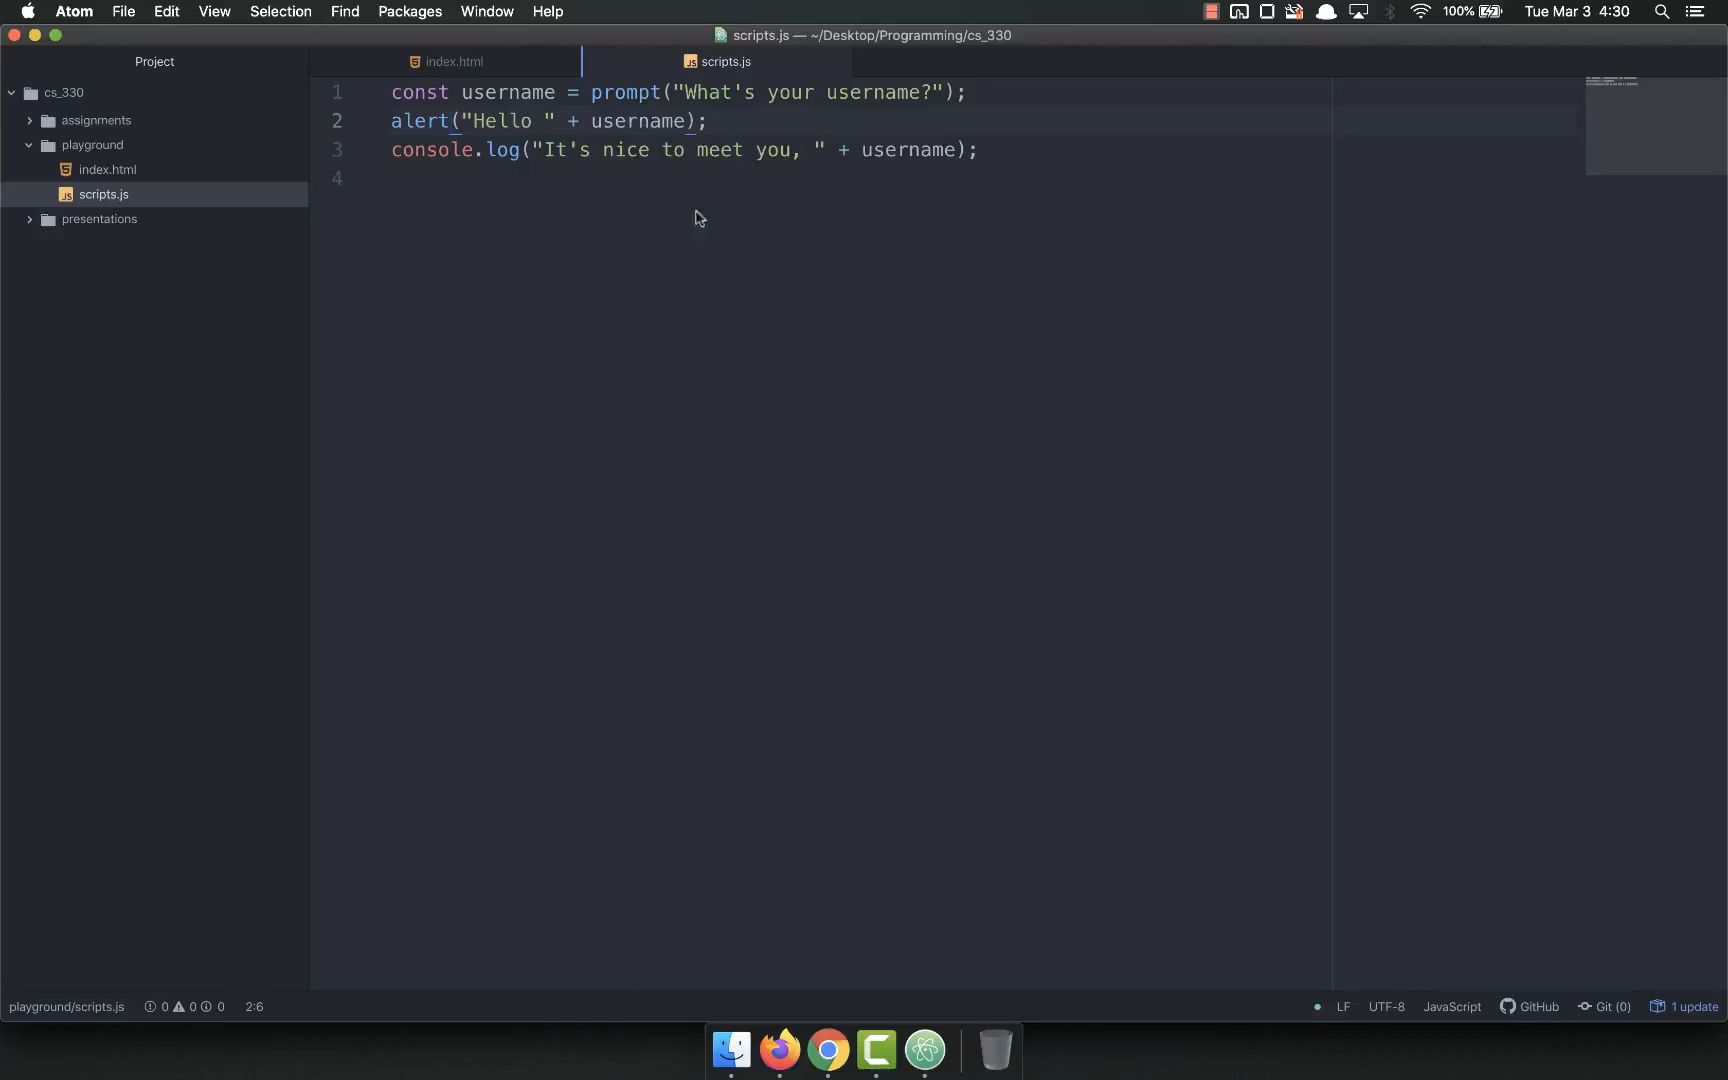 Atom File Edit View Selection Find Packages Window Help 100% Tue Mar 3 4:30
scripts.js — ~/Desktop/Programming/cs_330
Project
index.html
scripts.js
cs_330
assignments
playground
index.html
scripts.js
presentations
1 const username = prompt("What's your username?");
2 alert("Hello " + username);
3 console.log("It's nice to meet you, " + username);
4
playground/scripts.js 0 0 0 2:6 LF UTF-8 JavaScript GitHub Git (0) 1 update